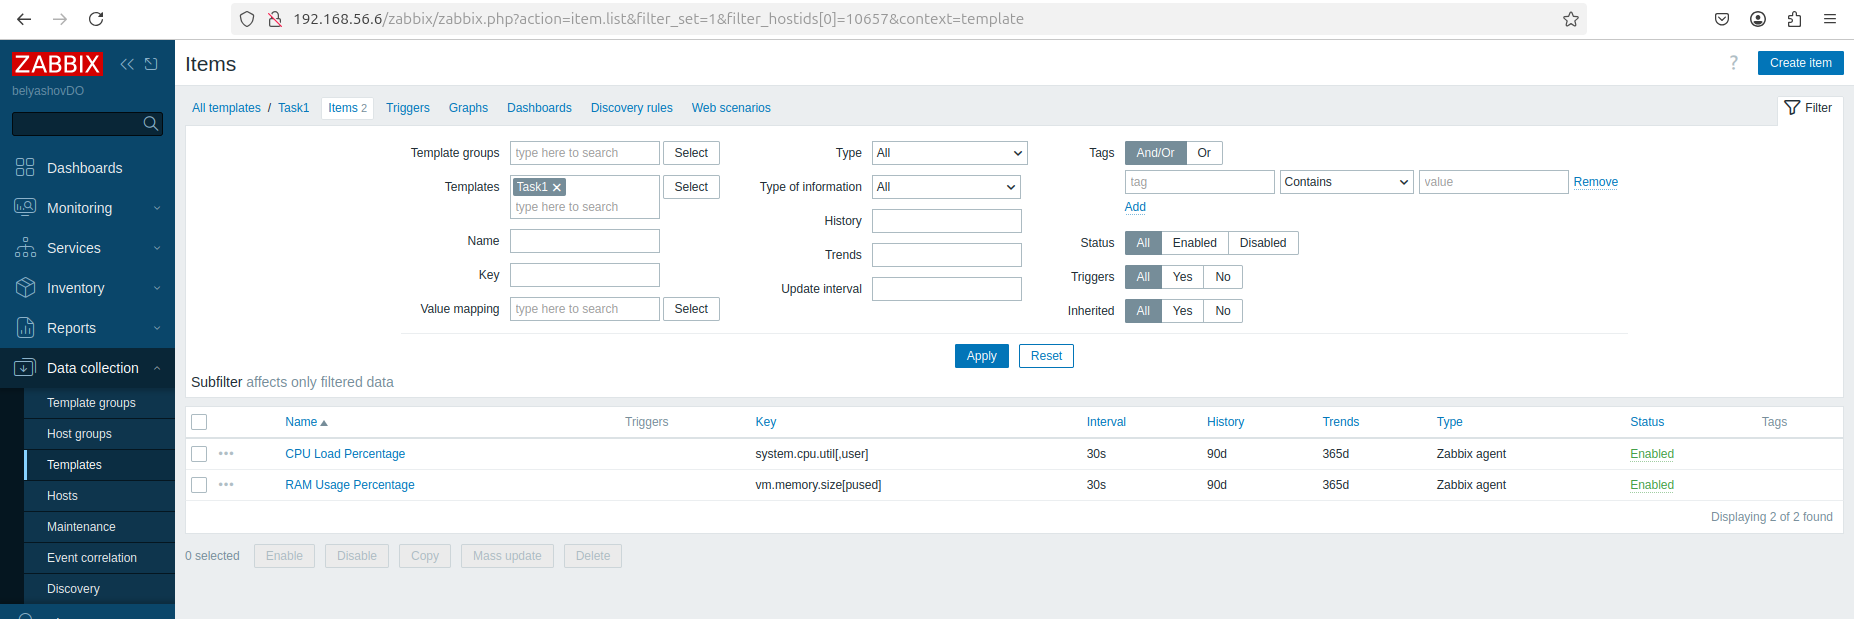 192.168.56.6/zabbix/zabbix.php?action=item.list&filter_set=1&filter_hostids[0]=10657&context=template
ZABBIX
belyashovDO
Dashboards
Monitoring
Services
Inventory
Reports
Data collection
Template groups
Host groups
Templates
Hosts
Maintenance
Event correlation
Discovery
Items
? Create item
All templates / Task1 Items 2 Triggers Graphs Dashboards Discovery rules Web scenarios
Filter
Template groups type here to search Select
Templates Task1 Select
type here to search
Name
Key
Value mapping type here to search Select
Type All
Type of information All
History
Trends
Update interval
Tags And/Or Or
tag Contains value Remove
Add
Status All Enabled Disabled
Triggers All Yes No
Inherited All Yes No
Apply Reset
Subfilter affects only filtered data
Name Triggers Key Interval History Trends Type Status Tags
CPU Load Percentage system.cpu.util[,user] 30s 90d 365d Zabbix agent Enabled
RAM Usage Percentage vm.memory.size[pused] 30s 90d 365d Zabbix agent Enabled
Displaying 2 of 2 found
0 selected Enable Disable Copy Mass update Delete